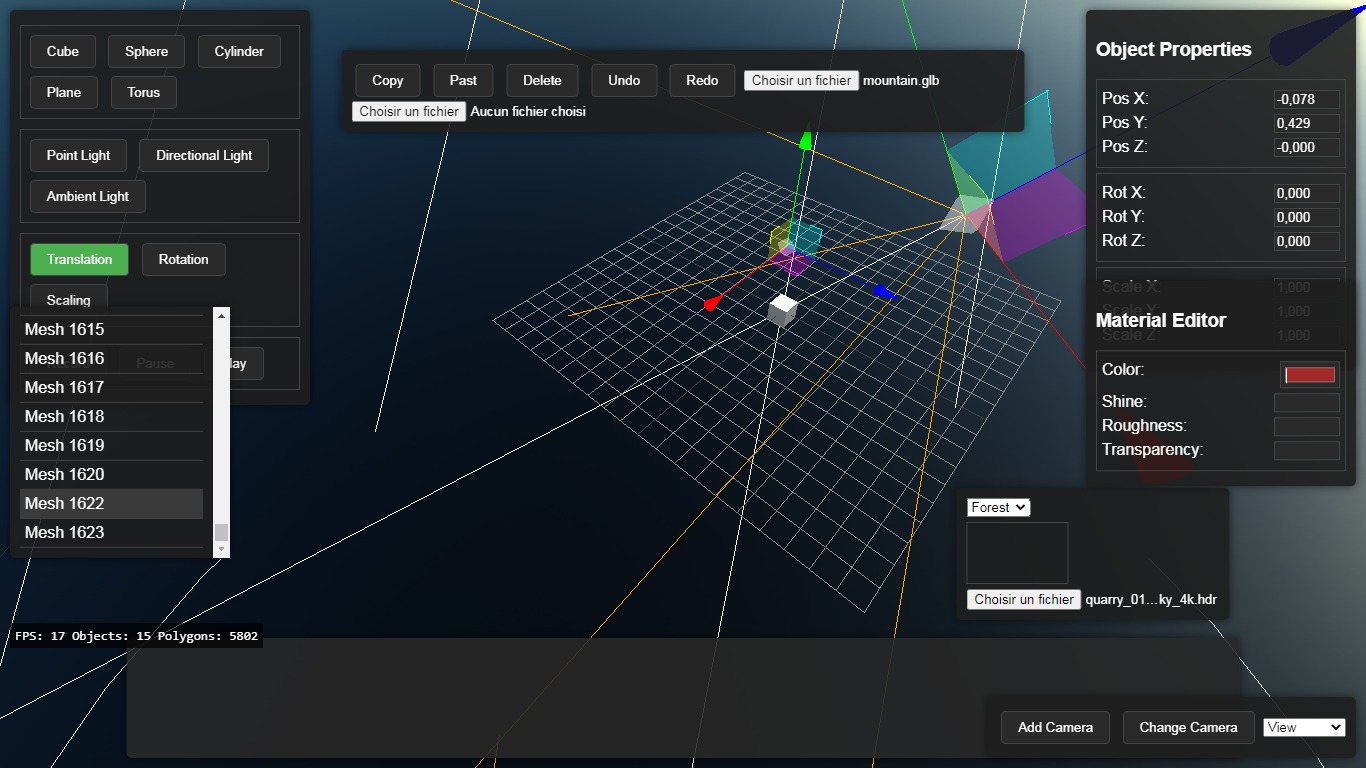 Cube Sphere Cylinder
Plane Torus
Point Light Directional Light
Ambient Light
Translation Rotation
Scaling
Record Pause Play
Mesh 1615
Mesh 1616
Mesh 1617
Mesh 1618
Mesh 1619
Mesh 1620
Mesh 1622
Mesh 1623
FPS: 17 Objects: 15 Polygons: 5802
Copy Past Delete Undo Redo Choisir un fichier mountain.glb
Choisir un fichier Aucun fichier choisi
Object Properties
Pos X: -0,078
Pos Y: 0,429
Pos Z: -0,000
Rot X: 0,000
Rot Y: 0,000
Rot Z: 0,000
Scale X: 1,000
Scale Y: 1,000
Scale Z: 1,000
Material Editor
Color:
Shine:
Roughness:
Transparency:
Forest
Choisir un fichier quarry_01...ky_4k.hdr
Add Camera Change Camera View